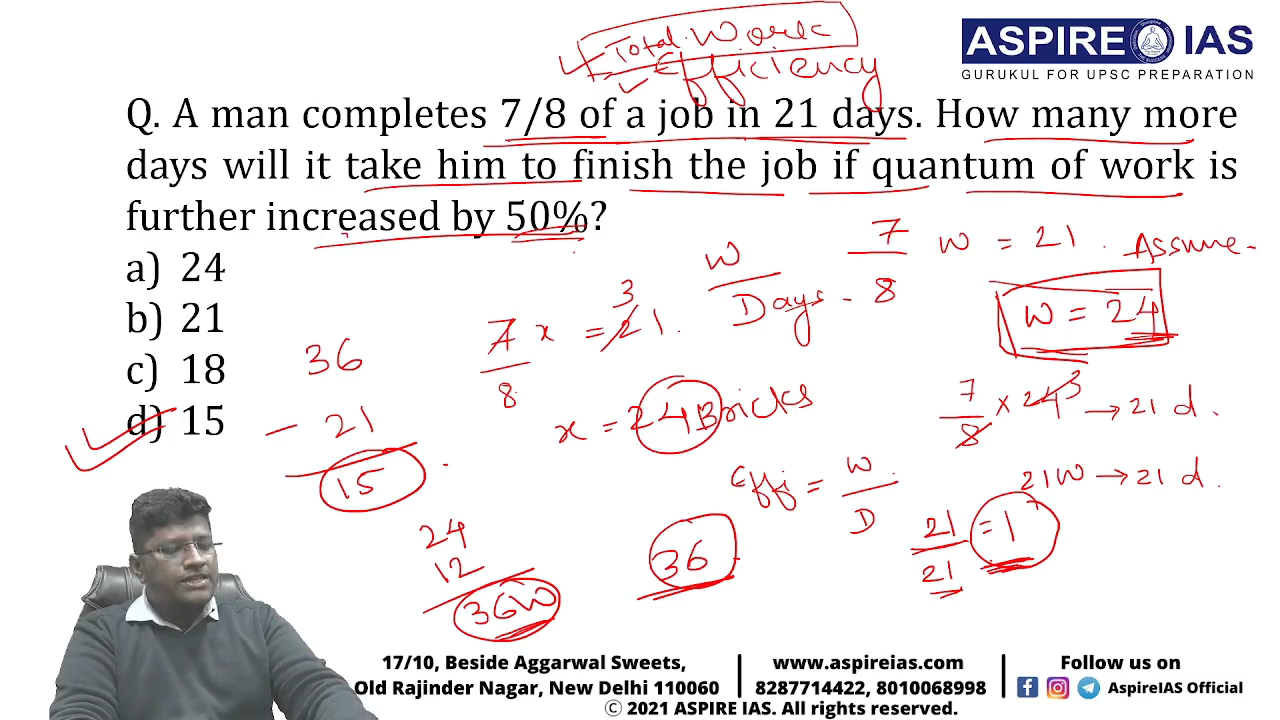 Total Work
Efficiency
ASPIRE IAS
GURUKUL FOR UPSC PREPARATION
Q. A man completes 7/8 of a job in 21 days. How many more
days will it take him to finish the job if quantum of work is
further increased by 50%?
a) 24
b) 21
c) 18
d) 15
W
Days
7/8 W = 21. Assume
W = 24
7/8 x = 21.
3
x = 24 Bricks
7/8 × 24 3 → 21 d.
21W → 21 d.
Effi = W/D
21/21 = 1
36
- 21
15
24
12
36W
36
17/10, Beside Aggarwal Sweets,
Old Rajinder Nagar, New Delhi 110060
www.aspireias.com
8287714422, 8010068998
Follow us on
AspireIAS Official
© 2021 ASPIRE IAS. All rights reserved.